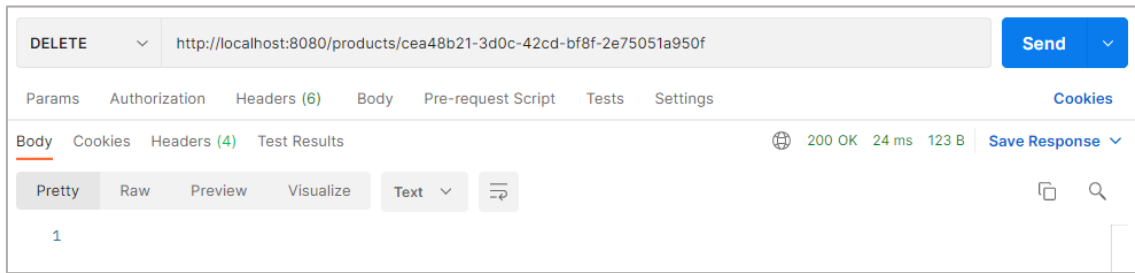 DELETE http://localhost:8080/products/cea48b21-3d0c-42cd-bf8f-2e75051a950f Send
Params Authorization Headers (6) Body Pre-request Script Tests Settings Cookies
Body Cookies Headers (4) Test Results 200 OK 24 ms 123 B Save Response
Pretty Raw Preview Visualize Text
1